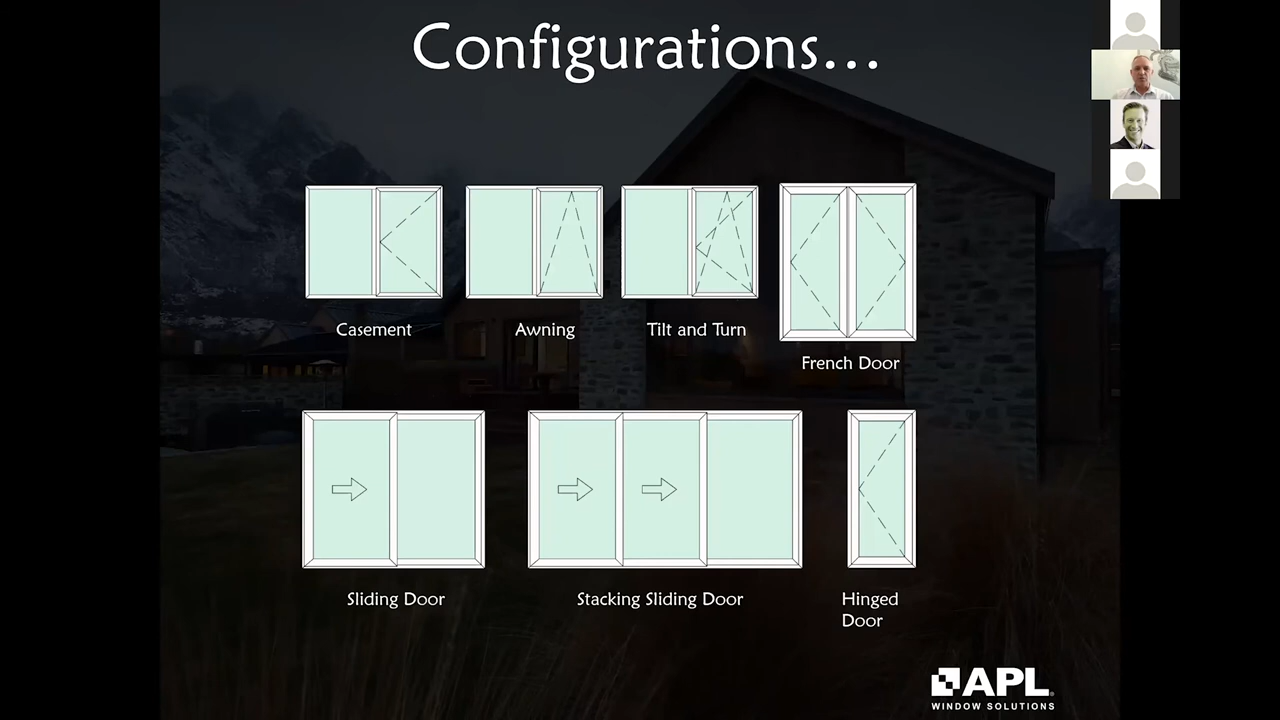 Configurations...
Casement
Awning
Tilt and Turn
French Door
Sliding Door
Stacking Sliding Door
Hinged
Door
APL
WINDOW SOLUTIONS